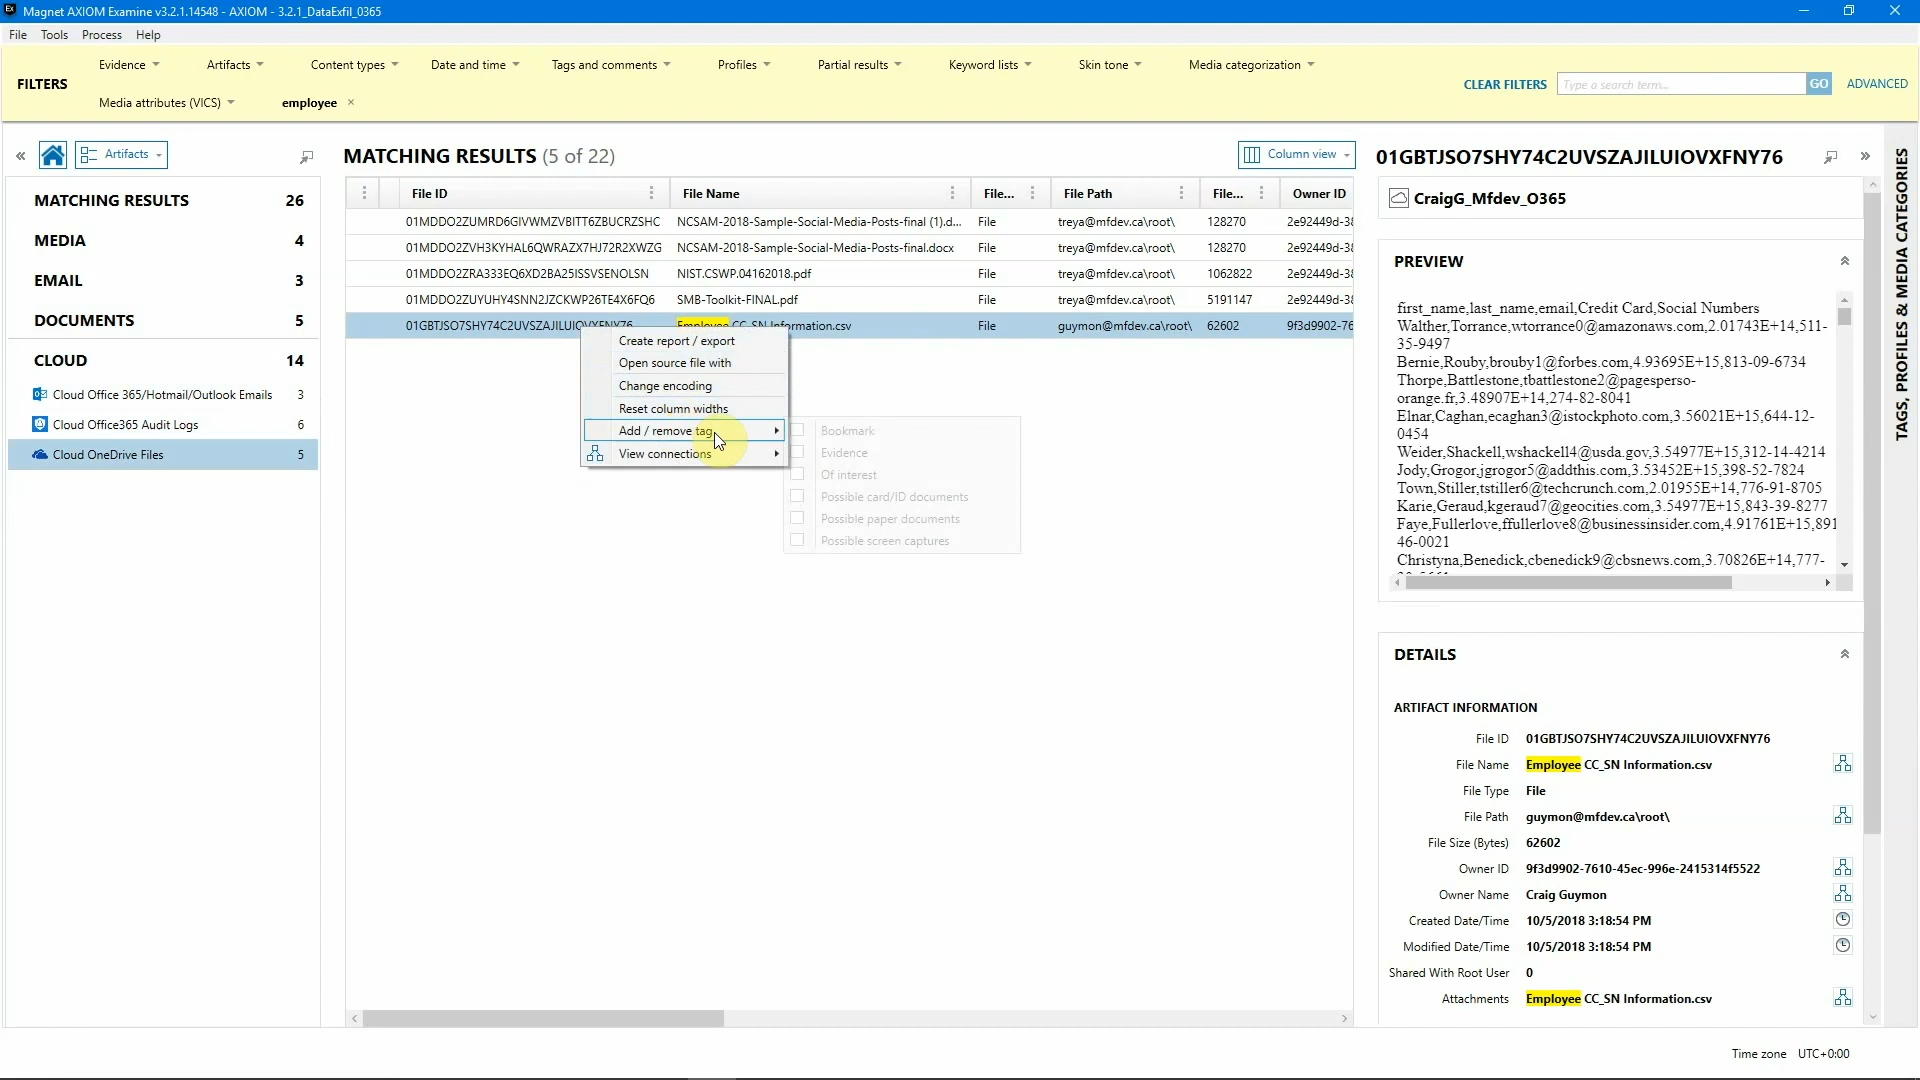 Magnet AXIOM Examine v3.2.1.14548 - AXIOM - 3.2.1_DataExfil_0365
File Tools Process Help
FILTERS
Evidence Artifacts Content types Date and time Tags and comments Profiles Partial results Keyword lists Skin tone Media categorization
Media attributes (VICS) employee ×
CLEAR FILTERS Type a search term... GO ADVANCED
Artifacts
MATCHING RESULTS 26
MEDIA 4
EMAIL 3
DOCUMENTS 5
CLOUD 14
Cloud Office 365/Hotmail/Outlook Emails 3
Cloud Office365 Audit Logs 6
Cloud OneDrive Files 5
MATCHING RESULTS (5 of 22)
Column view
File ID File Name File... File Path File... Owner ID
01MDDO2ZUMRD6GIVWMZVBITT6ZBUCRZSHC NCSAM-2018-Sample-Social-Media-Posts-final (1).d... File treya@mfdev.ca\root\ 128270 2e92449d-38
01MDDO2ZVH3KYHAL6QWRAZX7HJ72R2XWZG NCSAM-2018-Sample-Social-Media-Posts-final.docx File treya@mfdev.ca\root\ 128270 2e92449d-38
01MDDO2ZRA333EQ6XD2BA25ISSVSENOLSN NIST.CSWP.04162018.pdf File treya@mfdev.ca\root\ 1062822 2e92449d-38
01MDDO2ZUYUHY4SNN2JZCKWP26TE4X6FQ6 SMB-Toolkit-FINAL.pdf File treya@mfdev.ca\root\ 5191147 2e92449d-38
01GBTJSO7SHY74C2UVSZAJILUIOVXFNY76 Employee CC_SN Information.csv File guymon@mfdev.ca\root\ 62602 9f3d9902-76
Create report / export
Open source file with
Change encoding
Reset column widths
Add / remove tag
View connections
Bookmark
Evidence
Of interest
Possible card/ID documents
Possible paper documents
Possible screen captures
01GBTJSO7SHY74C2UVSZAJILUIOVXFNY76
CraigG_Mfdev_O365
PREVIEW
first_name,last_name,email,Credit Card,Social Numbers
Walther,Torrance,wtorrance0@amazonaws.com,2.01743E+14,511-
35-9497
Bernie,Rouby,brouby1@forbes.com,4.93695E+15,813-09-6734
Thorpe,Battlestone,tbattlestone2@pagesperso-
orange.fr,3.48907E+14,274-82-8041
Elnar,Caghan,ecaghan3@istockphoto.com,3.56021E+15,644-12-
0454
Weider,Shackell,wshackell4@usda.gov,3.54977E+15,312-14-4214
Jody,Grogor,jgrogor5@addthis.com,3.53452E+15,398-52-7824
Town,Stiller,tstiller6@techcrunch.com,2.01955E+14,776-91-8705
Karie,Geraud,kgeraud7@geocities.com,3.54977E+15,843-39-8277
Faye,Fullerlove,ffullerlove8@businessinsider.com,4.91761E+15,891
46-0021
Christyna,Benedick,cbenedick9@cbsnews.com,3.70826E+14,777-
DETAILS
ARTIFACT INFORMATION
File ID 01GBTJSO7SHY74C2UVSZAJILUIOVXFNY76
File Name Employee CC_SN Information.csv
File Type File
File Path guymon@mfdev.ca\root\
File Size (Bytes) 62602
Owner ID 9f3d9902-7610-45ec-996e-2415314f5522
Owner Name Craig Guymon
Created Date/Time 10/5/2018 3:18:54 PM
Modified Date/Time 10/5/2018 3:18:54 PM
Shared With Root User 0
Attachments Employee CC_SN Information.csv
TAGS, PROFILES & MEDIA CATEGORIES
Time zone UTC+0:00